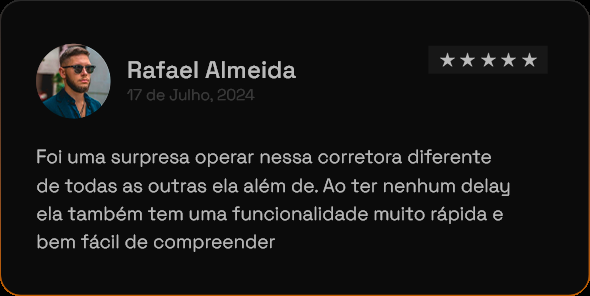 Rafael Almeida
★★★★★
17 de Julho, 2024
Foi uma surpresa operar nessa corretora diferente
de todas as outras ela além de. Ao ter nenhum delay
ela também tem uma funcionalidade muito rápida e
bem fácil de compreender